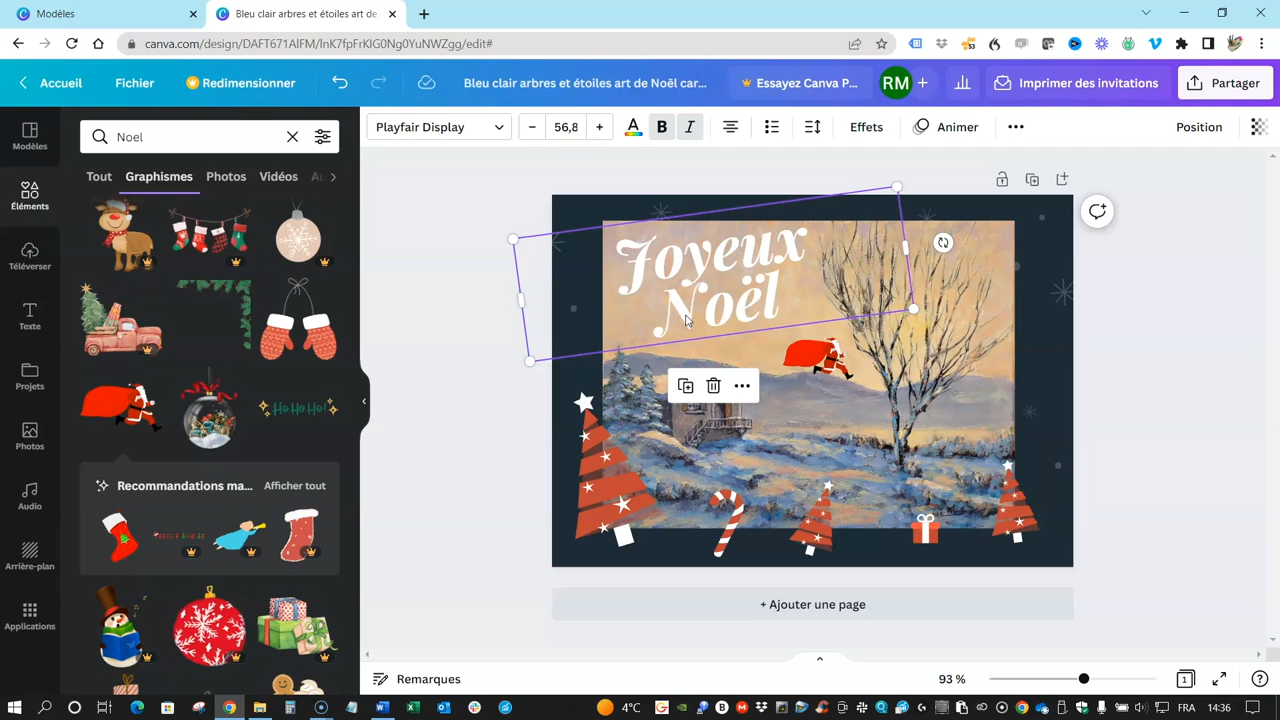 Modèles
Bleu clair arbres et étoiles art de
canva.com/design/DAFT671AlFM/lnK7fpFrKIG0Ng0YuNWZgg/edit#
Accueil
Fichier
Redimensionner
Bleu clair arbres et étoiles art de Noël car...
Essayez Canva P...
RM
Imprimer des invitations
Partager
Modèles
Éléments
Téléverser
Texte
Projets
Photos
Audio
Arrière-plan
Applications
Noel
Tout
Graphismes
Photos
Vidéos
Au
Ho Ho Ho!
Recommandations ma...
Afficher tout
Playfair Display
56,8
A
B
I
Effets
Animer
Position
Joyeux
Noël
+ Ajouter une page
Remarques
93 %
1
4°C
FRA
14:36